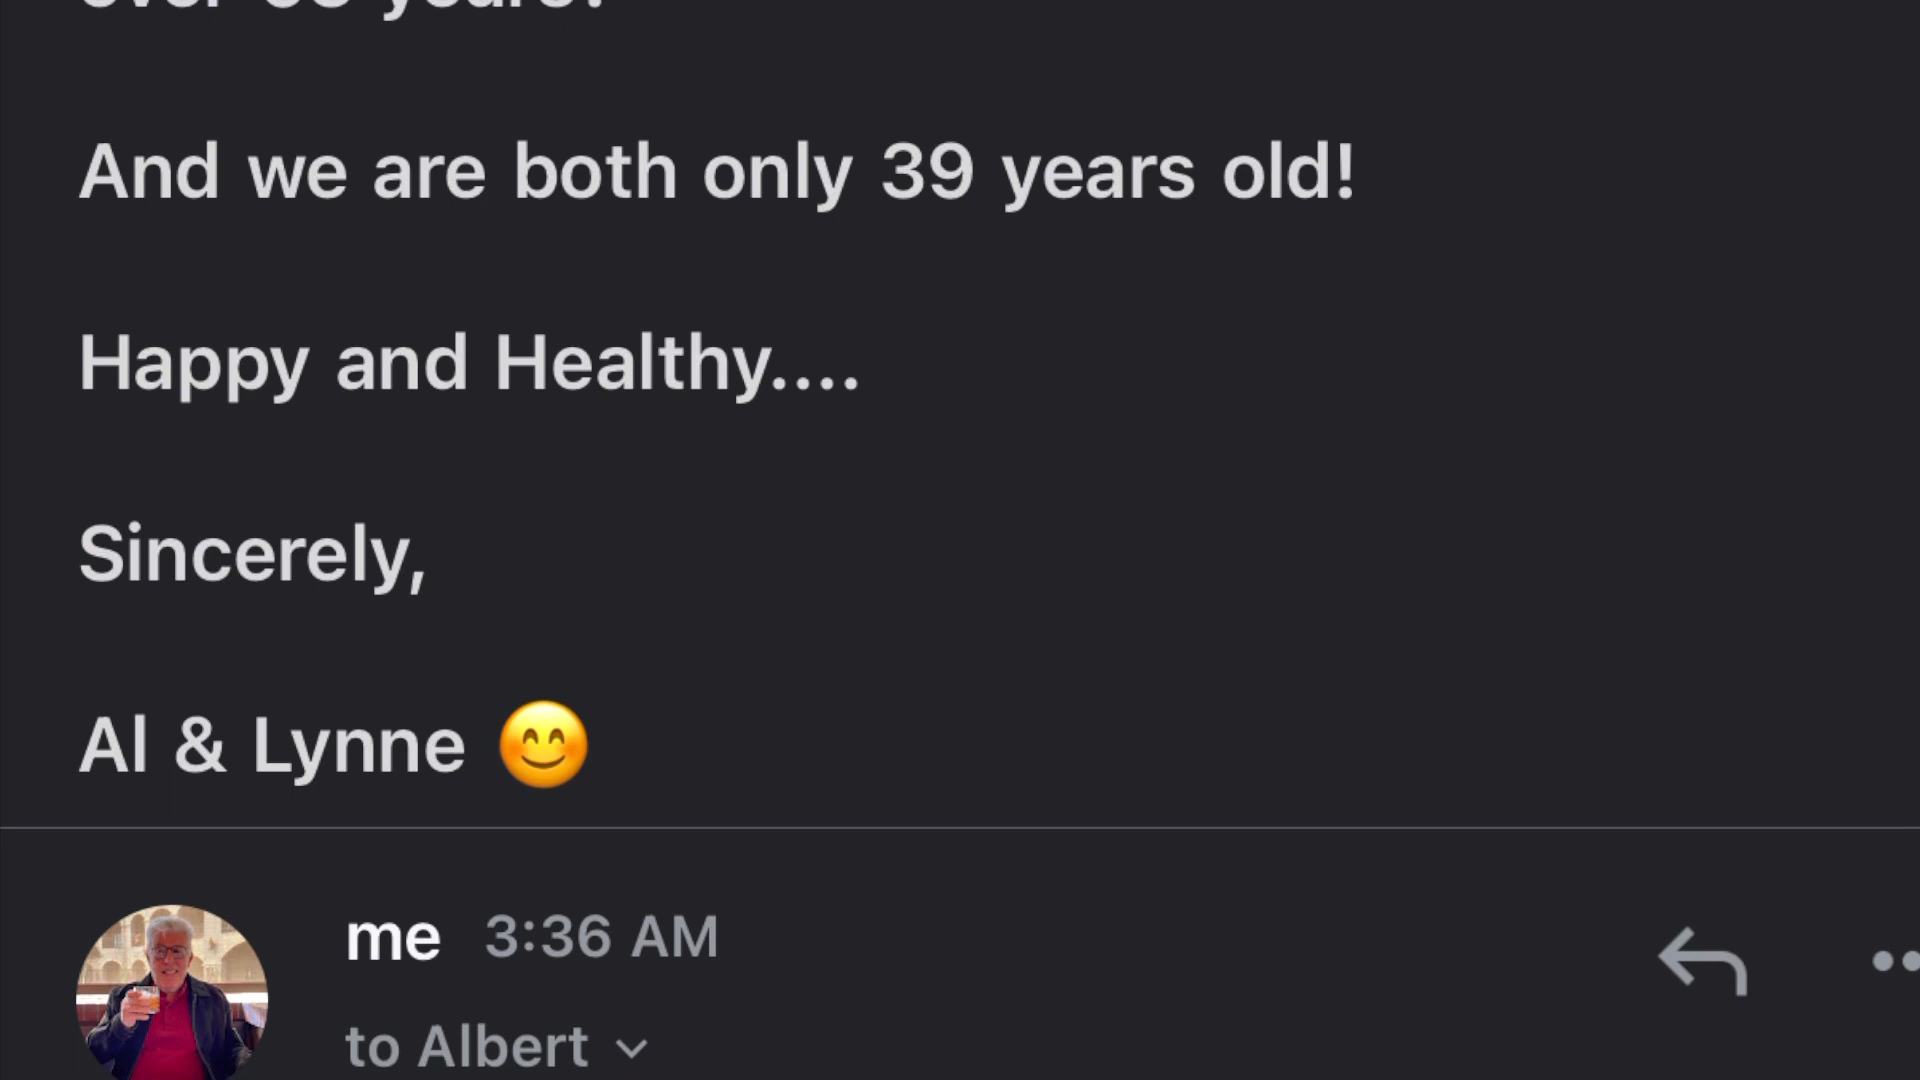 And we are both only 39 years old!
Happy and Healthy....
Sincerely,
Al & Lynne 😊
me 3:36 AM
to Albert